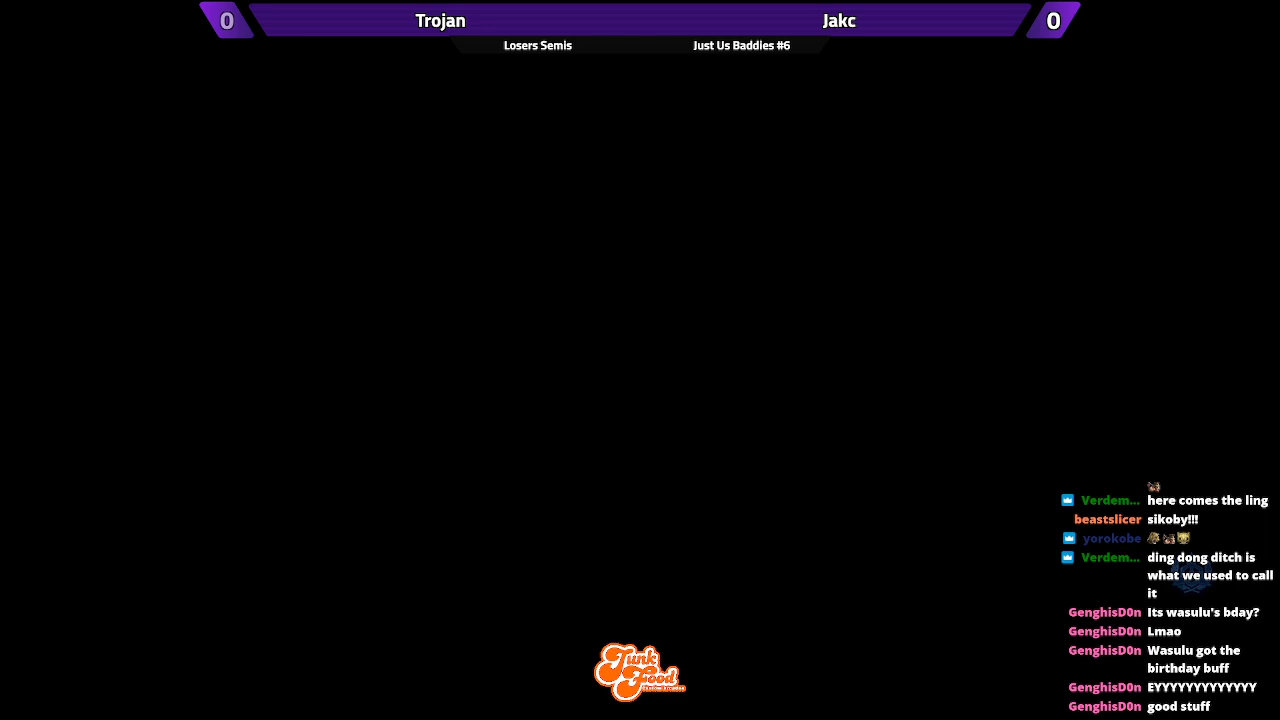 0 Trojan Jakc 0
Losers Semis Just Us Baddies #6
Verdem... here comes the ling
beastslicer sikoby!!!
yorokobe
Verdem... ding dong ditch is
what we used to call
it
GenghisD0n Its wasulu's bday?
GenghisD0n Lmao
GenghisD0n Wasulu got the
birthday buff
GenghisD0n EYYYYYYYYYYYYY
GenghisD0n good stuff
Junk
Food
Custom Arcades